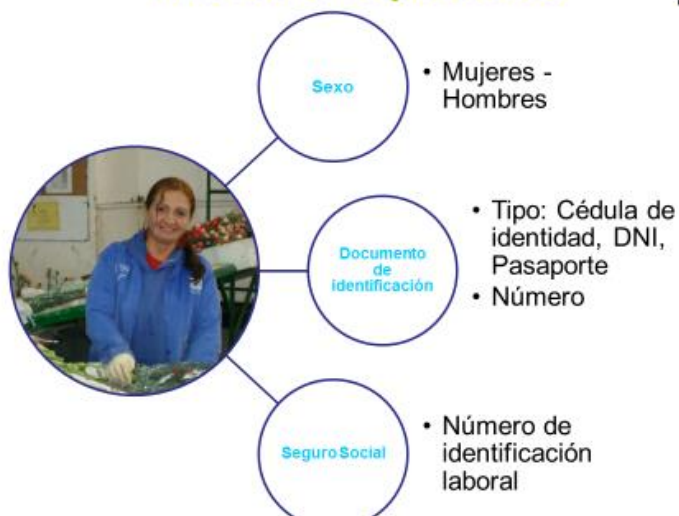 Sexo
• Mujeres -
Hombres
Documento
de
identificación
• Tipo: Cédula de
identidad, DNI,
Pasaporte
• Número
Seguro Social
• Número de
identificación
laboral